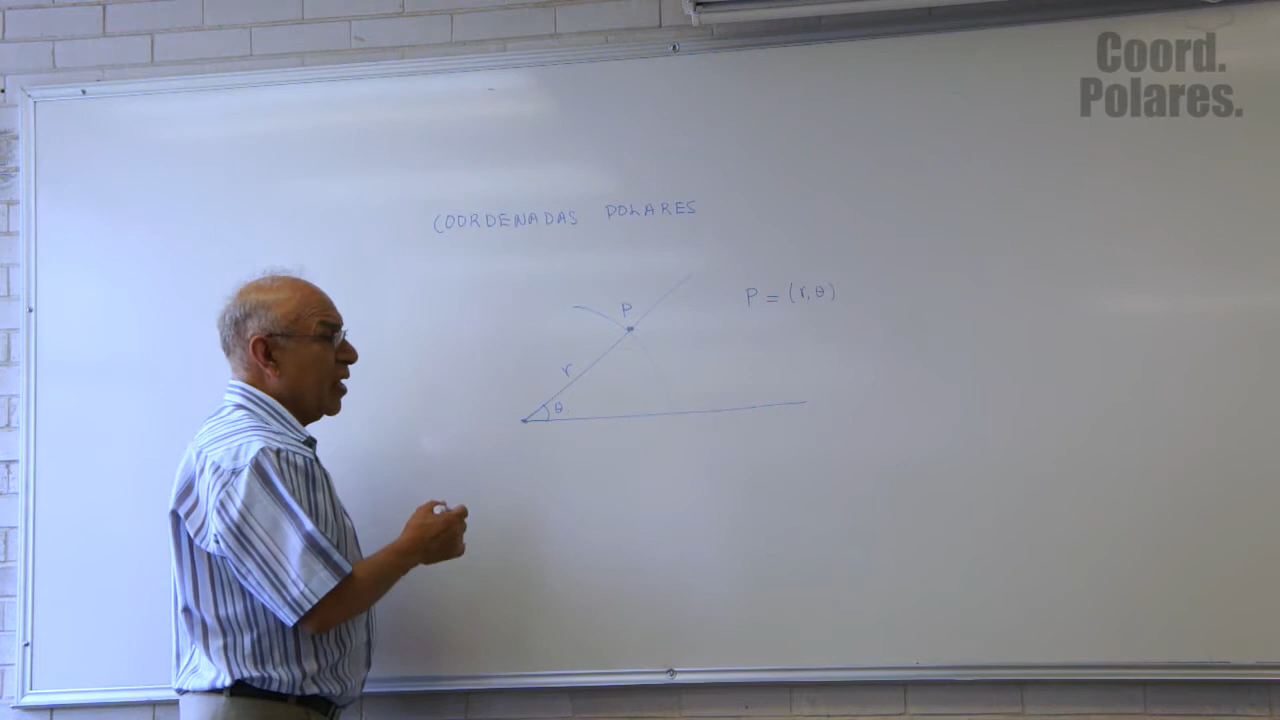 Coord.
Polares.
COORDENADAS POLARES
P
P = (r, θ)
r
θ